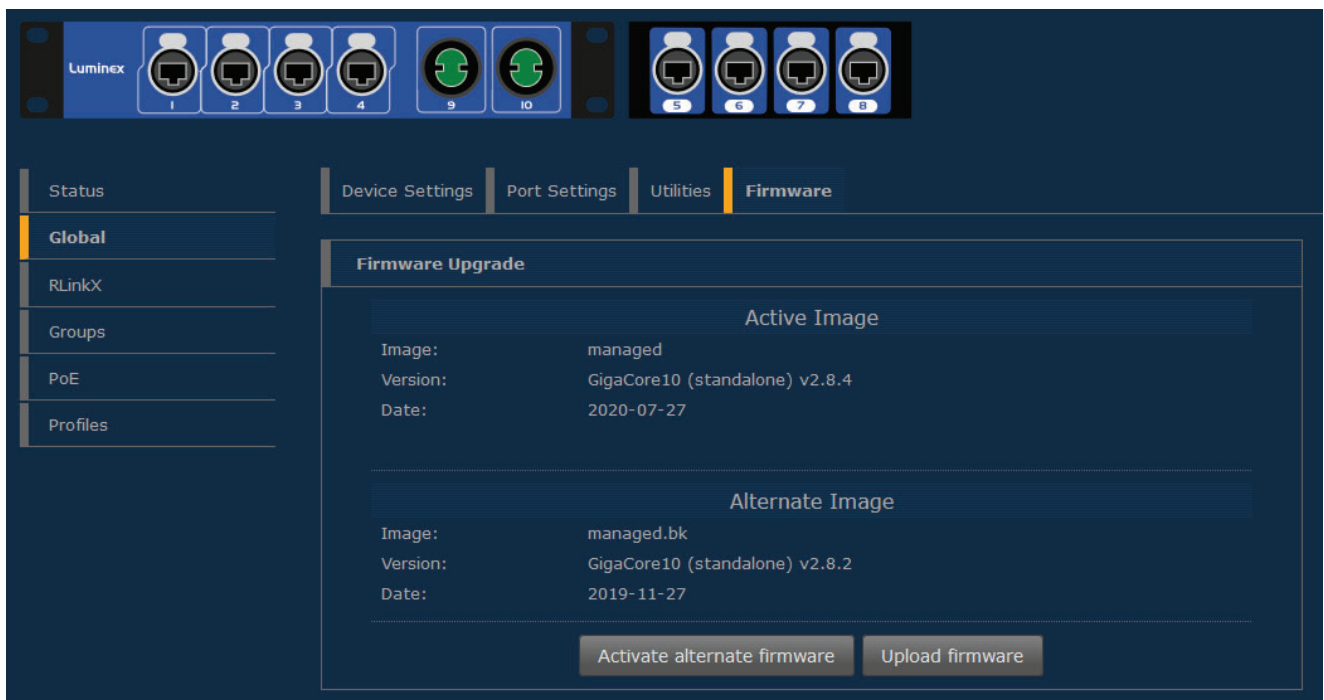 Luminex
1 2 3 4 9 10 5 6 7 8
Status
Global
RLinkX
Groups
PoE
Profiles
Device Settings Port Settings Utilities Firmware
Firmware Upgrade
Active Image
Image: managed
Version: GigaCore10 (standalone) v2.8.4
Date: 2020-07-27
Alternate Image
Image: managed.bk
Version: GigaCore10 (standalone) v2.8.2
Date: 2019-11-27
Activate alternate firmware Upload firmware